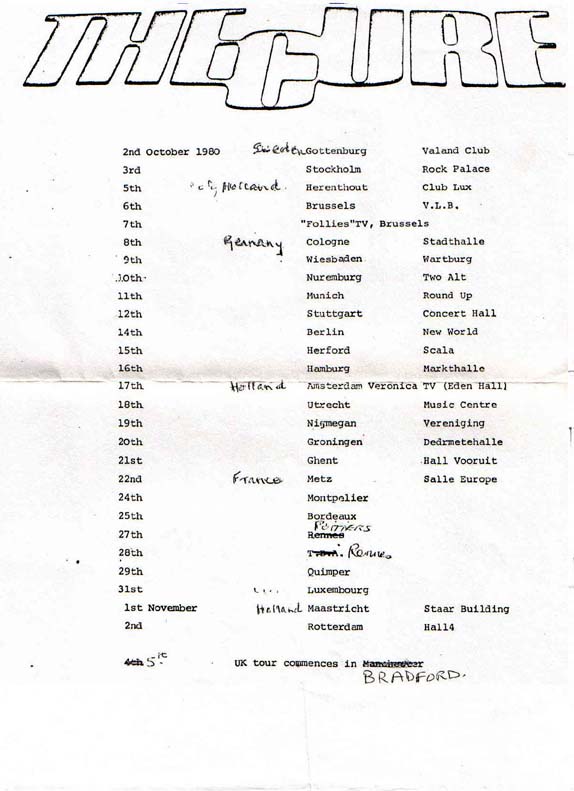 THE CURE
2nd October 1980 Sweden Gottenburg Valand Club
3rd Stockholm Rock Palace
5th Holland. Herenthout Club Lux
6th Brussels V.L.B.
7th "Follies"TV, Brussels
8th Germany Cologne Stadthalle
9th Wiesbaden Wartburg
10th Nuremburg Two Alt
11th Munich Round Up
12th Stuttgart Concert Hall
14th Berlin New World
15th Herford Scala
16th Hamburg Markthalle
17th Holland Amsterdam Veronica TV (Eden Hall)
18th Utrecht Music Centre
19th Nigmegan Vereniging
20th Groningen Dedrmetehalle
21st Ghent Hall Vooruit
22nd France Metz Salle Europe
24th Montpelier
25th Bordeaux
POITIERS
27th Rennes
28th Rennes
29th Quimper
31st Luxembourg
1st November Holland Maastricht Staar Building
2nd Rotterdam Hall4
4th 5th UK tour commences in Manchester
BRADFORD.